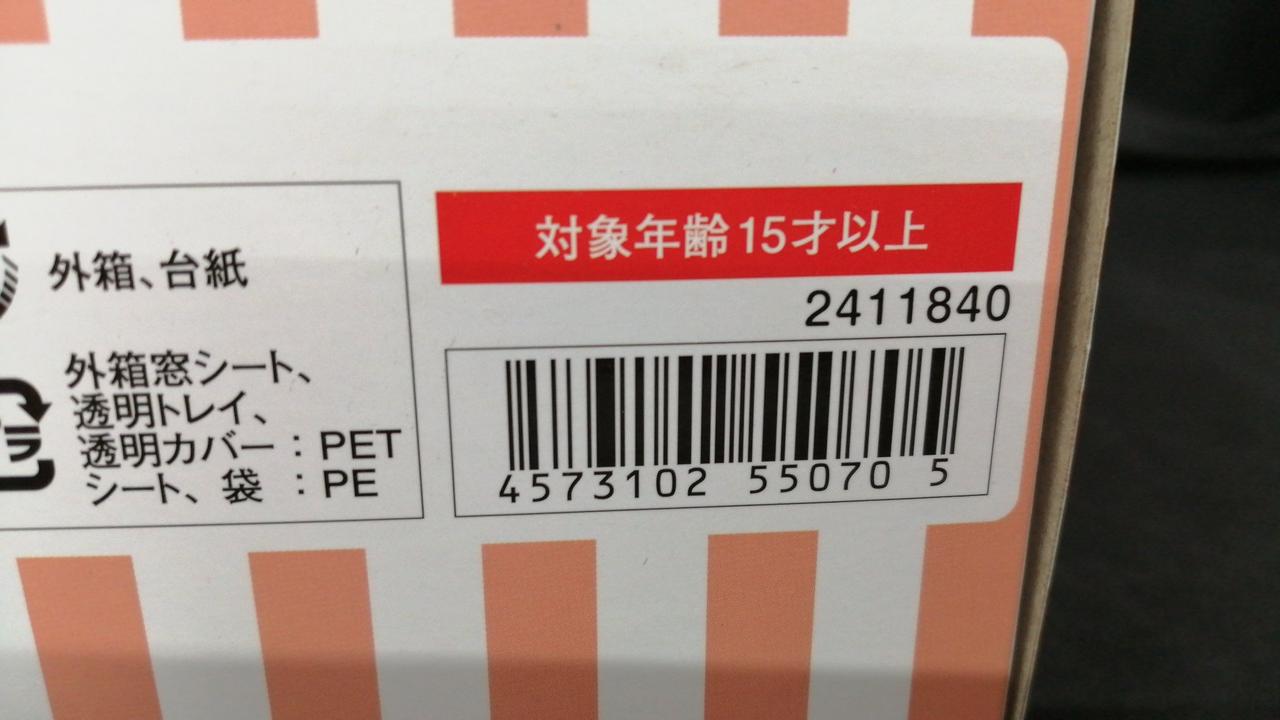 外箱、台紙
外箱窓シート、
透明トレイ、
透明カバー：PET
シート、袋　：PE
プラ
対象年齢15才以上
2411840
4573102 55070 5